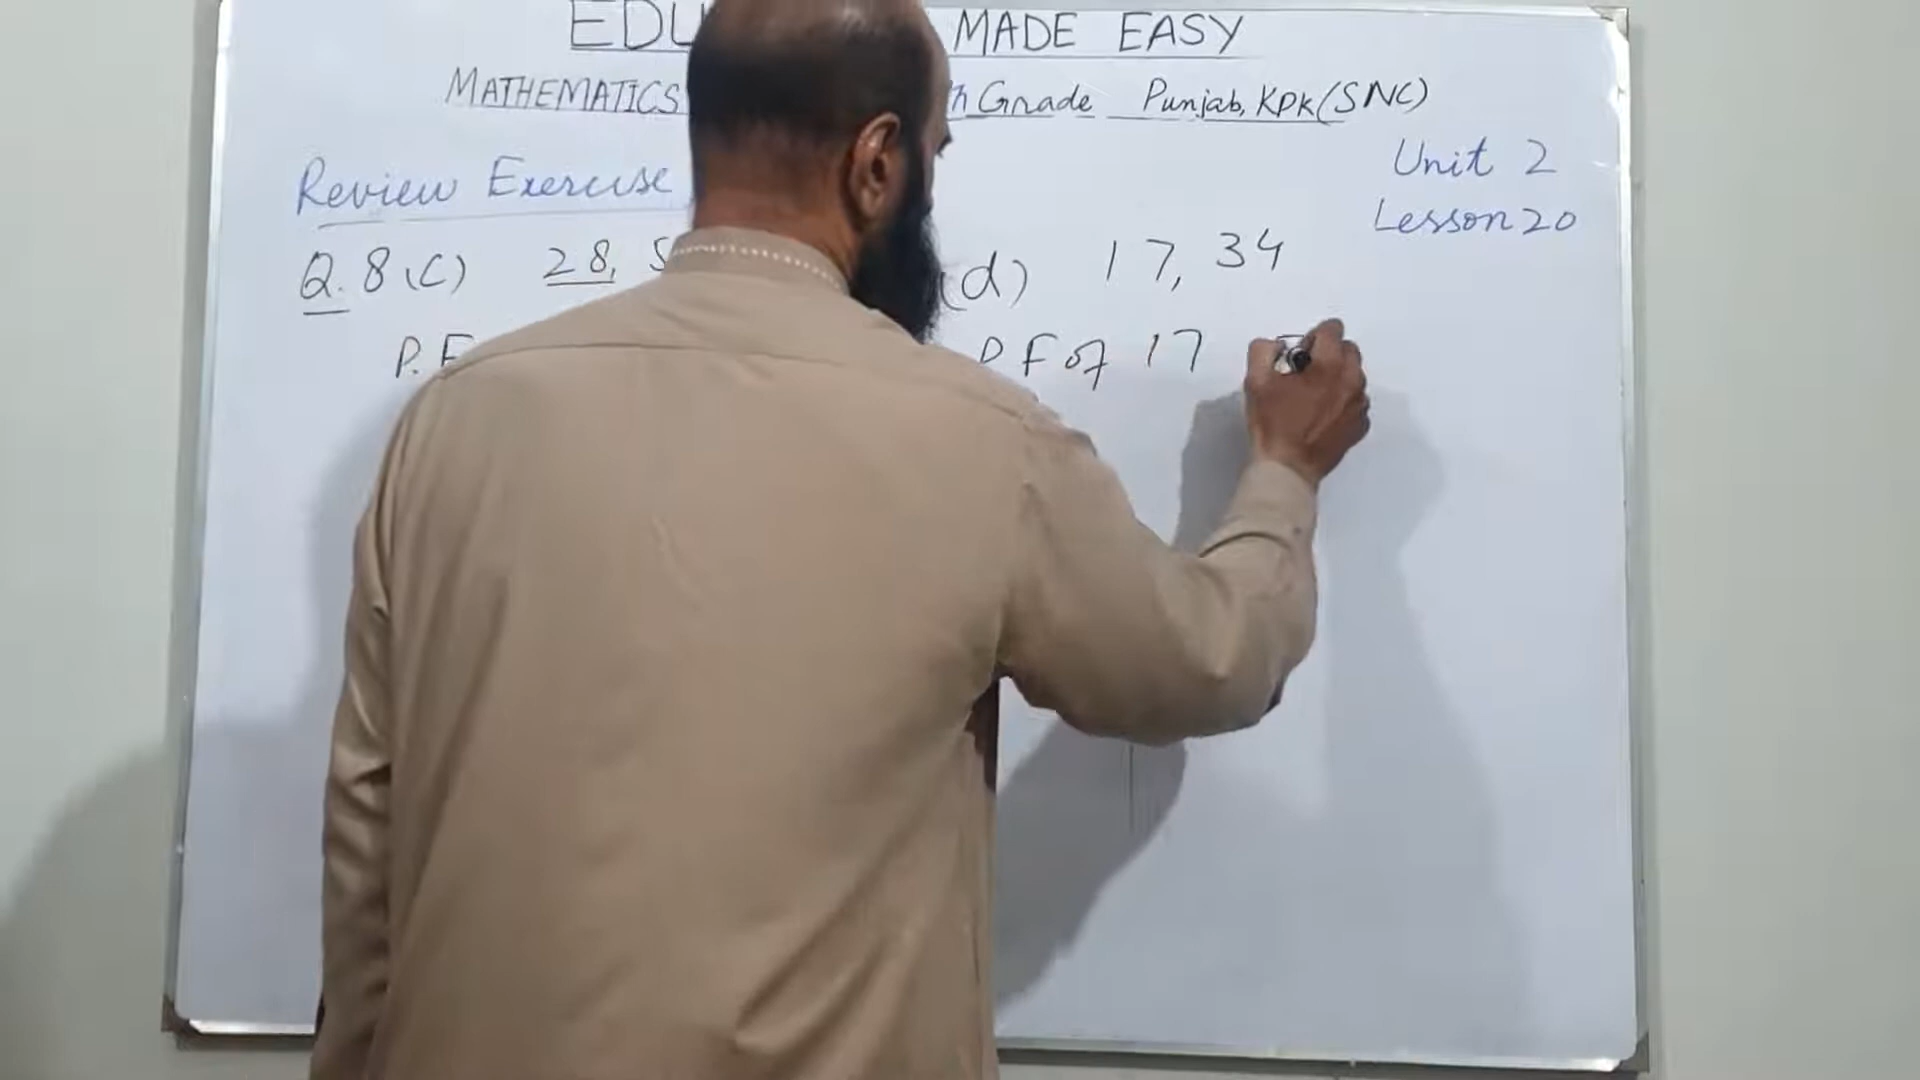 MADE EASY
MATHEMATICS Grade Punjab, KPK (SNC)
Unit 2
Review Exercise
Lesson 20
Q. 8 (C) 28, (d) 17, 34
P.F P F of 17